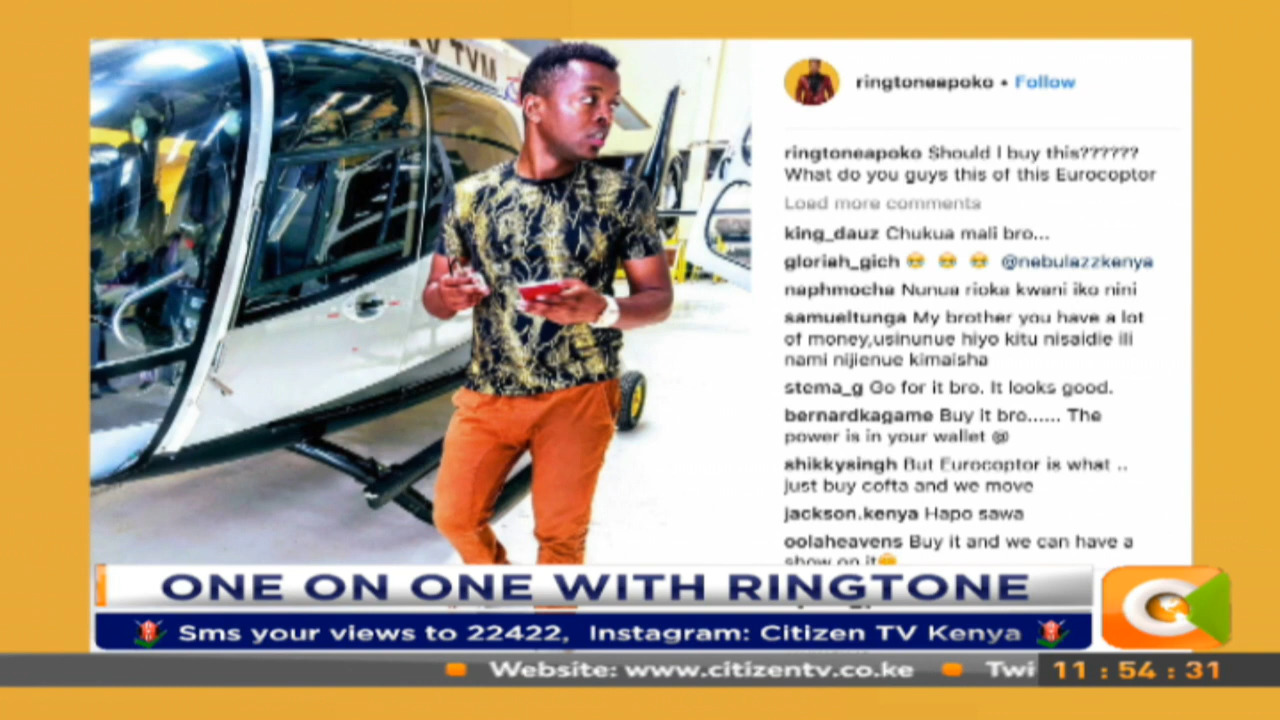 TVM
ringtoneapoko • Follow
ringtoneapoko Should I buy this??????
What do you guys this of this Eurocoptor
Load more comments
king_dauz Chukua mali bro...
gloriah_gich 😂 😂 😂 @nebulazzkenya
naphmocha Nunua rioka kwani iko nini
samueltunga My brother you have a lot
of money,usinunue hiyo kitu nisaidie ili
nami nijienue kimaisha
stema_g Go for it bro. It looks good.
bernardkagame Buy it bro...... The
power is in your wallet @
shikkysingh But Eurocoptor is what ..
just buy cofta and we move
jackson.kenya Hapo sawa
oolaheavens Buy it and we can have a
show on it
ONE ON ONE WITH RINGTONE
Sms your views to 22422, Instagram: Citizen TV Kenya
Website: www.citizentv.co.ke Twi 11 : 54 : 31